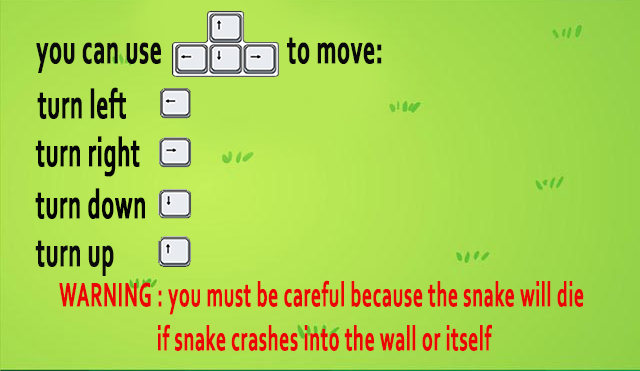 ↑
you can use ← ↓ → to move:
turn left ←
turn right →
turn down ↓
turn up ↑
WARNING : you must be careful because the snake will die
if snake crashes into the wall or itself